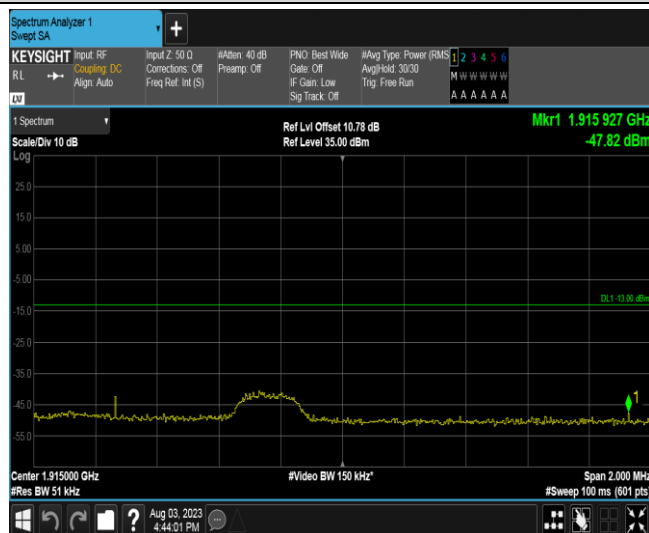 Spectrum Analyzer 1
Swept SA
+
KEYSIGHT
RL
LXI
Input: RF
Coupling: DC
Align: Auto
Input Z: 50 Ω
Corrections: Off
Freq Ref: Int (S)
#Atten: 40 dB
Preamp: Off
PNO: Best Wide
Gate: Off
IF Gain: Low
Sig Track: Off
#Avg Type: Power (RMS
Avg|Hold: 30/30
Trig: Free Run
1 2 3 4 5 6
M W W W W W
A A A A A A
1 Spectrum
Scale/Div 10 dB
Log
Ref Lvl Offset 10.78 dB
Ref Level 35.00 dBm
Mkr1 1.915 927 GHz
-47.82 dBm
25.0
15.0
5.00
-5.00
DL1 -13.00 dBm
-15.0
-25.0
-35.0
1
-45.0
-55.0
Center 1.915000 GHz
#Video BW 150 kHz*
Span 2.000 MHz
#Res BW 51 kHz
#Sweep 100 ms (601 pts)
?
Aug 03, 2023
4:44:01 PM